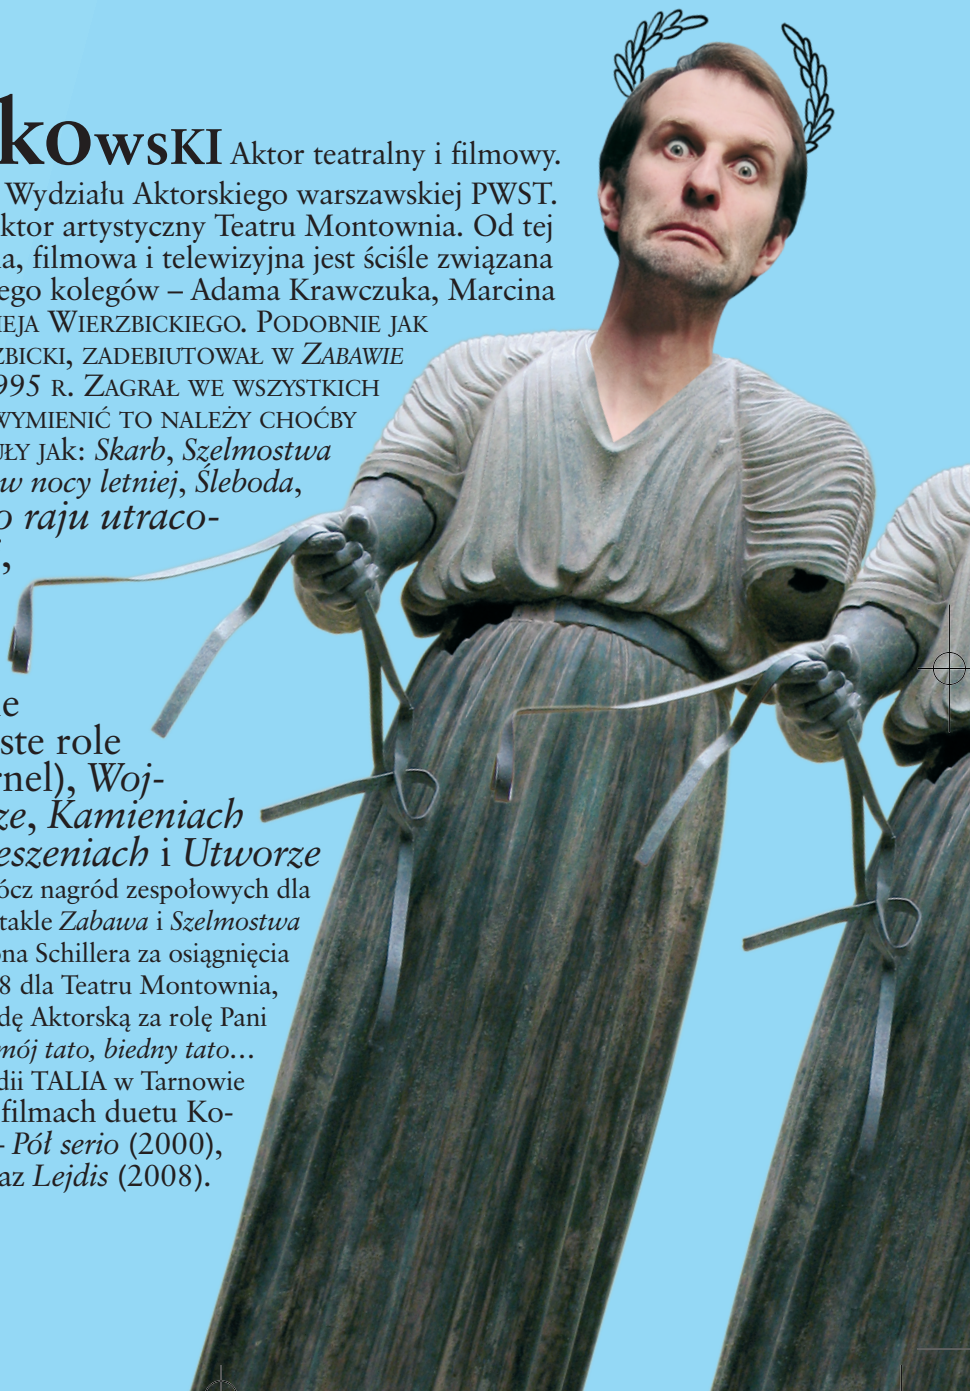 kowsKI Aktor teatralny i filmowy.
Wydziału Aktorskiego warszawskiej PWST.
ktor artystyczny Teatru Montownia. Od tej
a, filmowa i telewizyjna jest ściśle związana
ego kolegów – Adama Krawczuka, Marcina
IEJA WIERZBICKIEGO. PODOBNIE JAK
ZBICKI, ZADEBIUTOWAŁ W ZABAWIE
995 R. ZAGRAŁ WE WSZYSTKICH
WYMIENIĆ TO NALEŻY CHOĆBY
UŁY JAk: Skarb, Szelmostwa
w nocy letniej, Śleboda,
o raju utraco-
,
e
ste role
nel), Woj-
ze, Kamieniach
eszeniach i Utworze
ócz nagród zespołowych dla
takle Zabawa i Szelmostwa
ona Schillera za osiągnięcia
8 dla Teatru Montownia,
dę Aktorską za rolę Pani
mój tato, biedny tato...
dii TALIA w Tarnowie
filmach duetu Ko-
- Pół serio (2000),
az Lejdis (2008).